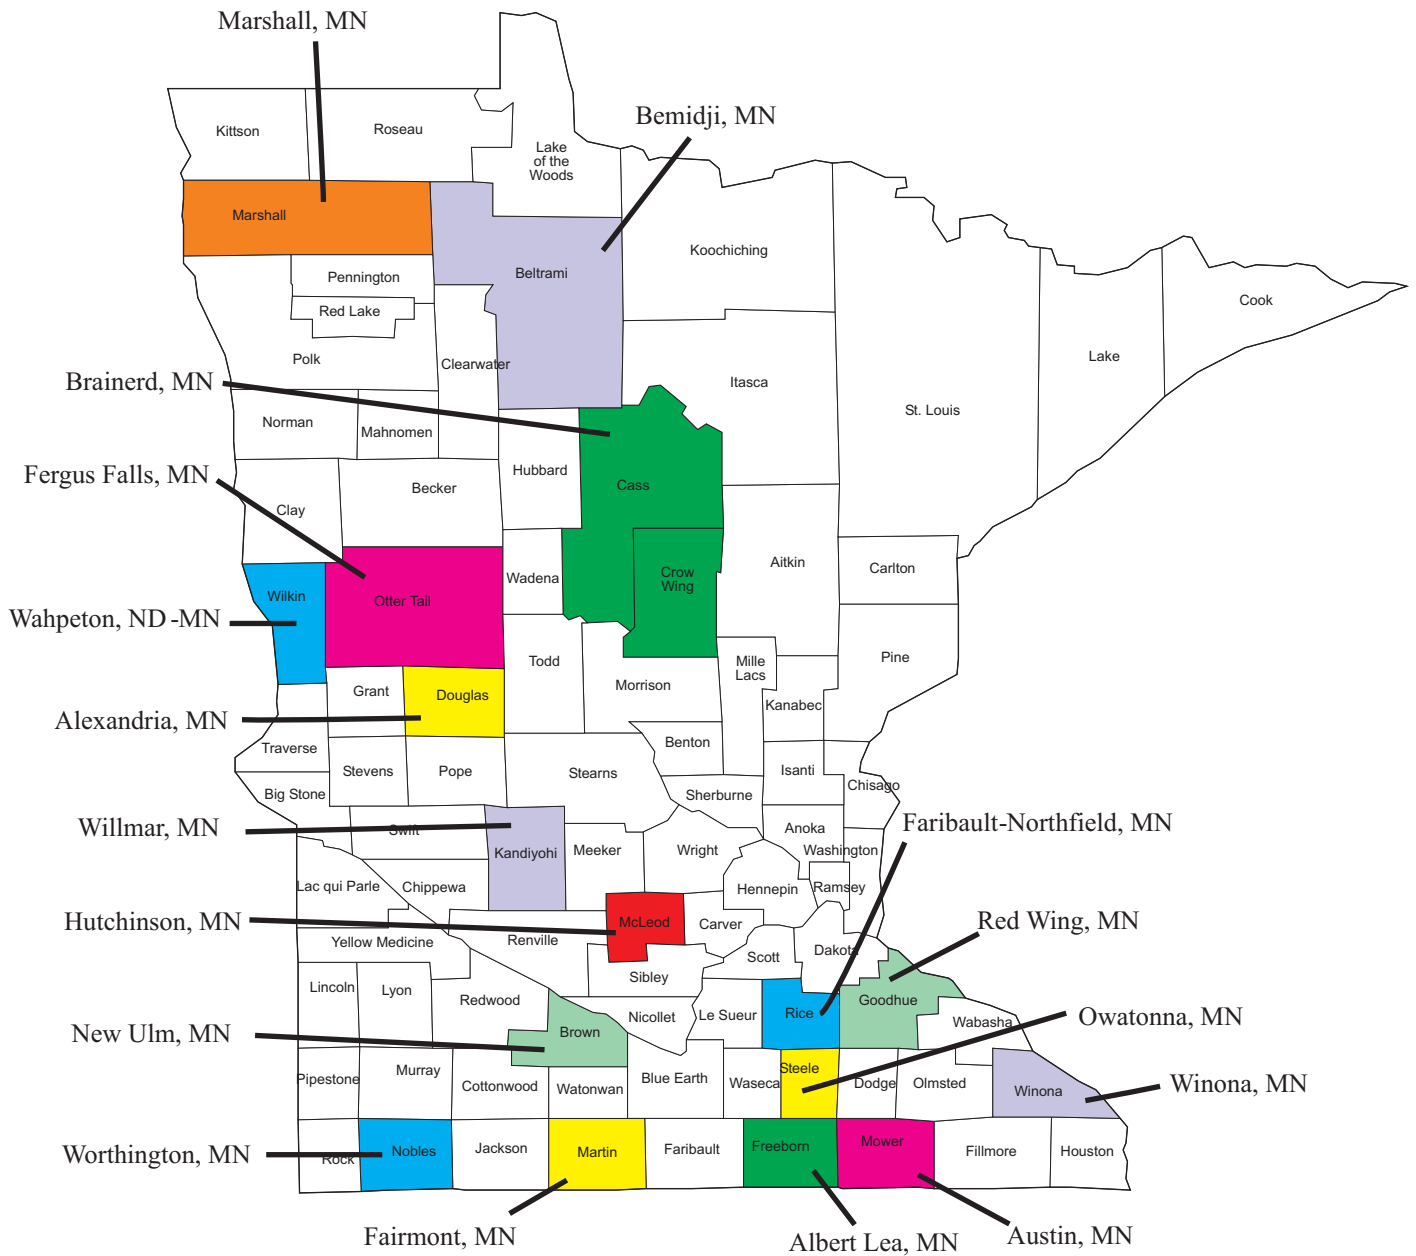 Marshall, MN
Bemidji, MN
Kittson
Roseau
Lake
of the
Woods
Marshall
Koochiching
Beltrami
Pennington
Red Lake
Cook
Polk
Clearwater
Lake
Brainerd, MN
Itasca
St. Louis
Norman
Mahnomen
Fergus Falls, MN
Hubbard
Becker
Cass
Clay
Aitkin
Carlton
Crow
Wing
Wadena
Wilkin
Otter Tail
Wahpeton, ND-MN
Todd
Mille
Lacs
Pine
Morrison
Grant
Douglas
Kanabec
Alexandria, MN
Traverse
Benton
Stevens
Pope
Stearns
Isanti
Chisago
Big Stone
Sherburne
Willmar, MN
Swift
Anoka
Faribault-Northfield, MN
Kandiyohi
Meeker
Wright
Washington
Lac qui Parle
Chippewa
Hennepin
Ramsey
Hutchinson, MN
McLeod
Carver
Red Wing, MN
Yellow Medicine
Renville
Scott
Dakota
Sibley
Lincoln
Lyon
Redwood
Goodhue
New Ulm, MN
Brown
Nicollet
Le Sueur
Rice
Wabasha
Owatonna, MN
Pipestone
Murray
Cottonwood
Watonwan
Blue Earth
Waseca
Steele
Dodge
Olmsted
Winona
Winona, MN
Worthington, MN
Rock
Nobles
Jackson
Martin
Faribault
Freeborn
Mower
Fillmore
Houston
Fairmont, MN
Albert Lea, MN
Austin, MN